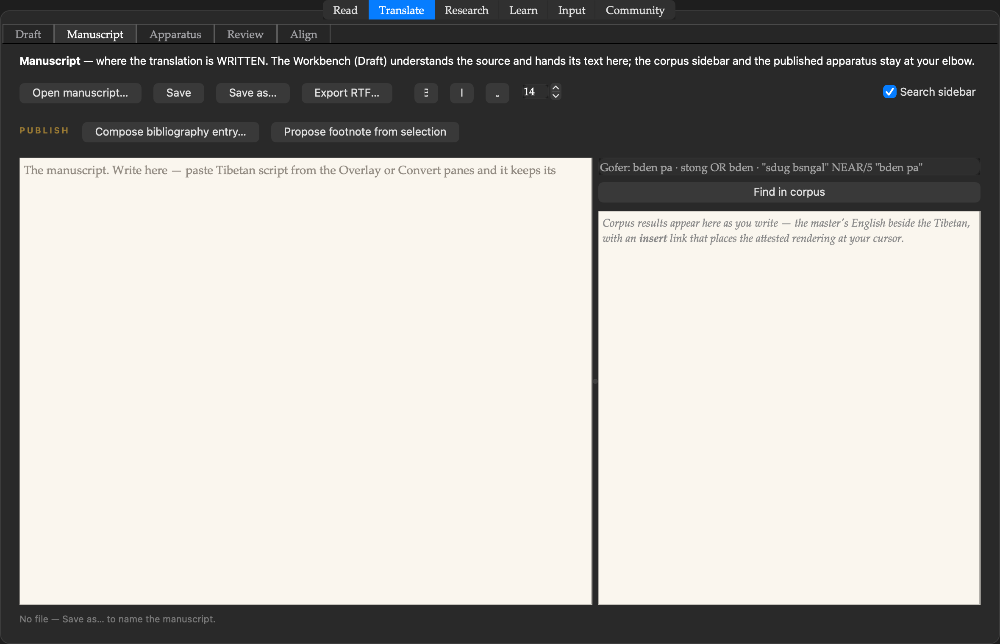 Read Translate Research Learn Input Community
Draft Manuscript Apparatus Review Align
Manuscript — where the translation is WRITTEN. The Workbench (Draft) understands the source and hands its text here; the corpus sidebar and the published apparatus stay at your elbow.
Open manuscript... Save Save as... Export RTF... B I 14 Search sidebar
PUBLISH Compose bibliography entry... Propose footnote from selection
The manuscript. Write here — paste Tibetan script from the Overlay or Convert panes and it keeps its
Gofer: bden pa · stong OR bden · "sdug bsngal" NEAR/5 "bden pa"
Find in corpus
Corpus results appear here as you write — the master's English beside the Tibetan,
with an insert link that places the attested rendering at your cursor.
No file — Save as... to name the manuscript.